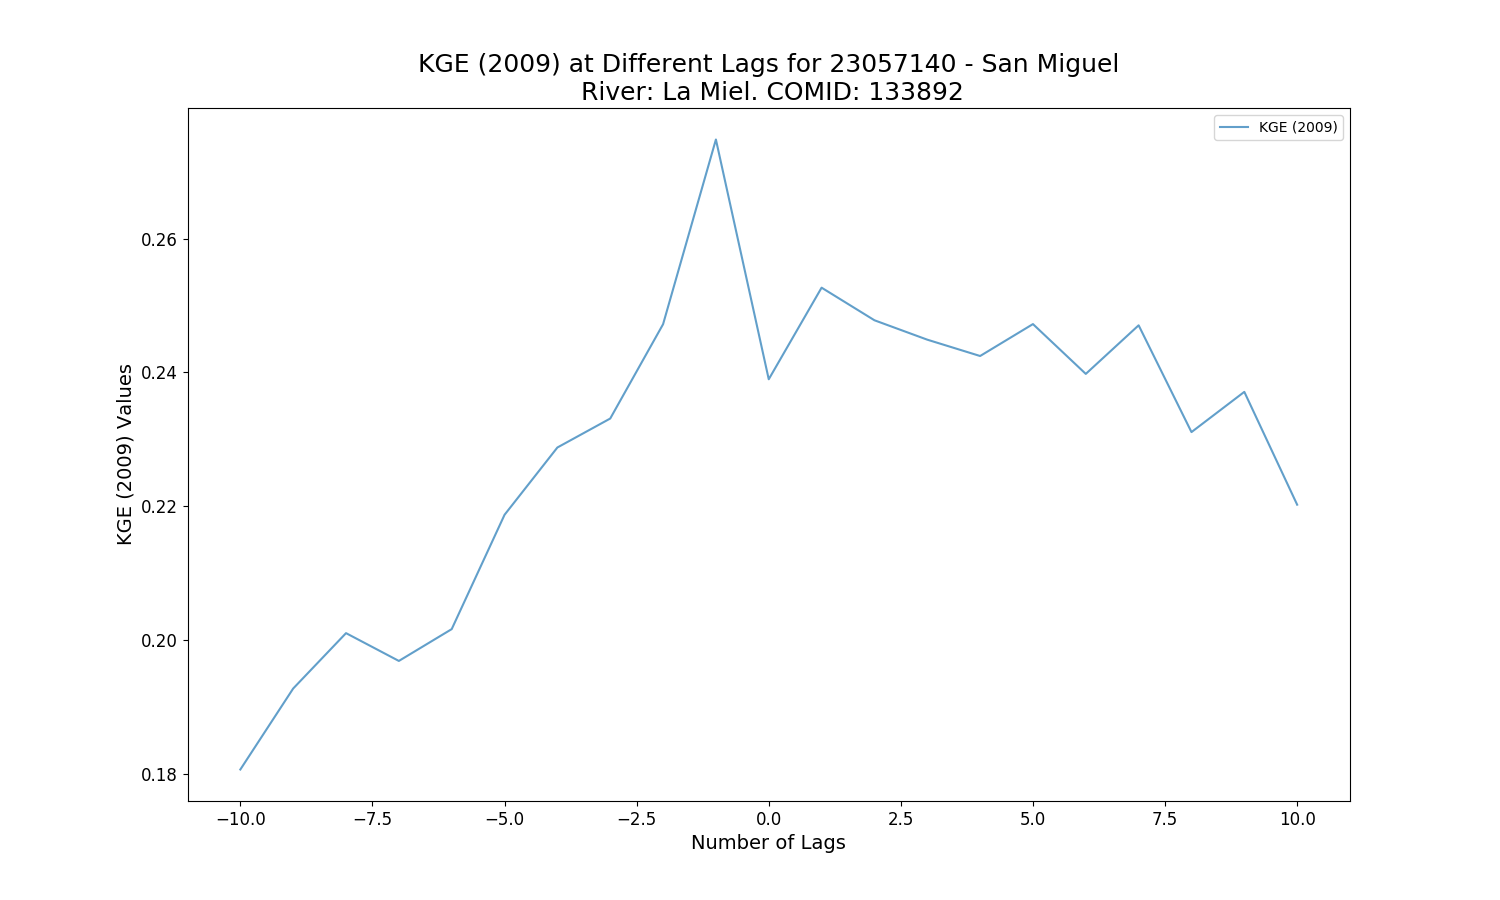 KGE (2009) at Different Lags for 23057140 - San Miguel
River: La Miel. COMID: 133892
KGE (2009)
0.26
0.24
0.22
0.20
0.18
KGE (2009) Values
−10.0 −7.5 −5.0 −2.5 0.0 2.5 5.0 7.5 10.0
Number of Lags